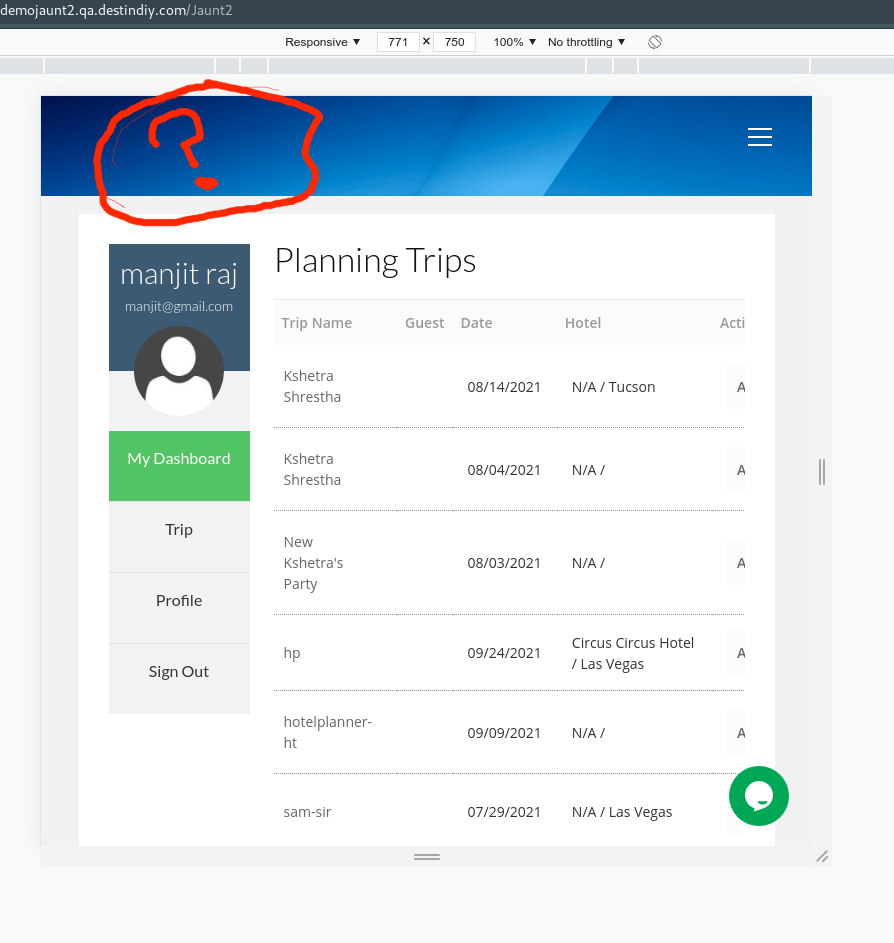 demojaunt2.qa.destindiy.com/Jaunt2
Responsive ▼ 771 × 750 100% ▼ No throttling ▼
?
manjit raj
manjit@gmail.com
My Dashboard
Trip
Profile
Sign Out
Planning Trips
Trip Name Guest Date Hotel Acti
Kshetra
Shrestha
08/14/2021 N/A / Tucson A
Kshetra
Shrestha
08/04/2021 N/A / A
New
Kshetra's
Party
08/03/2021 N/A / A
hp 09/24/2021
Circus Circus Hotel
/ Las Vegas
A
hotelplanner-
ht
09/09/2021 N/A / A
sam-sir 07/29/2021 N/A / Las Vegas